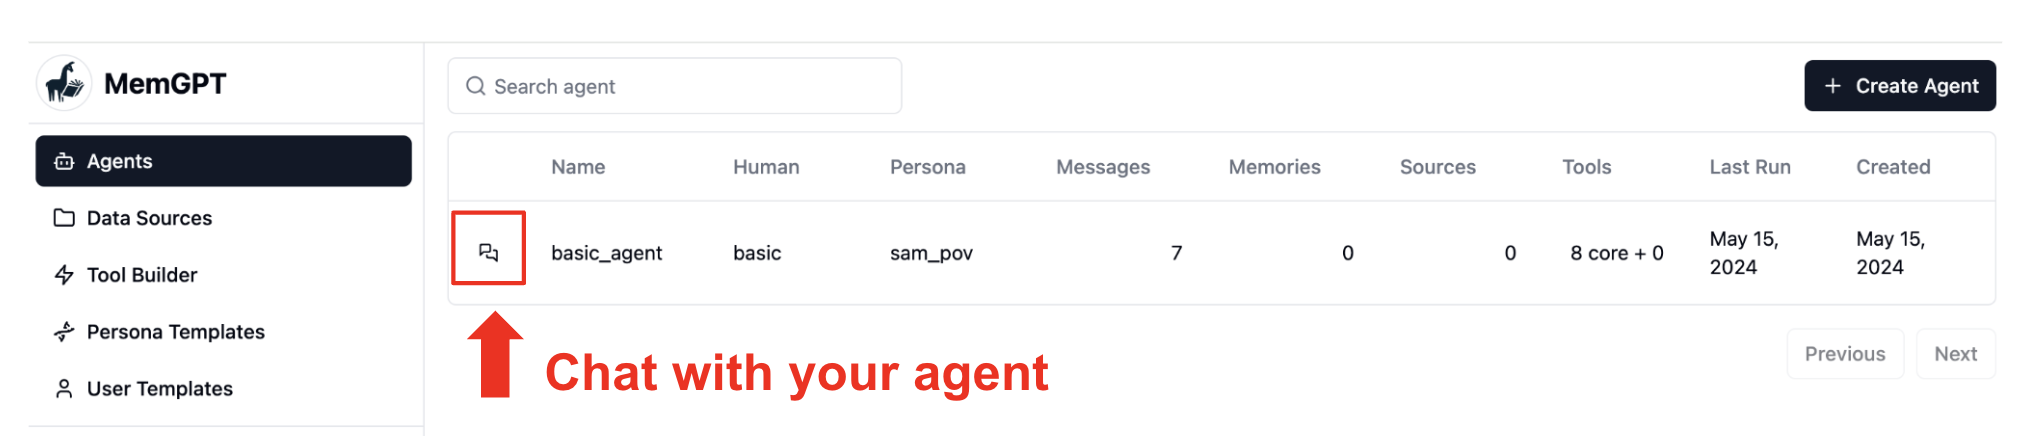 MemGPT
Search agent
+ Create Agent
Agents
Data Sources
Tool Builder
Persona Templates
User Templates
Name Human Persona Messages Memories Sources Tools Last Run Created
basic_agent basic sam_pov 7 0 0 8 core + 0 May 15, 2024 May 15, 2024
Chat with your agent
Previous Next